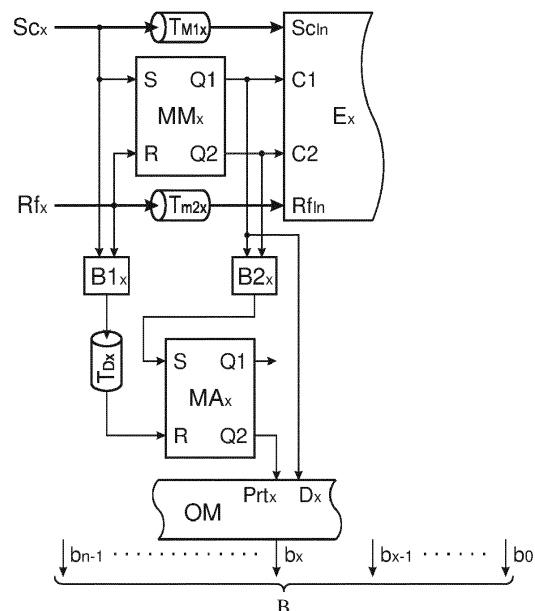 Scx TM1x ScIn
S Q1 C1
MMx Ex
R Q2 C2
Rfx Tm2x RfIn
B1x B2x
TDx
S Q1
MAx
R Q2
Prtx Dx
OM
bn-1 bx bx-1 b0
B